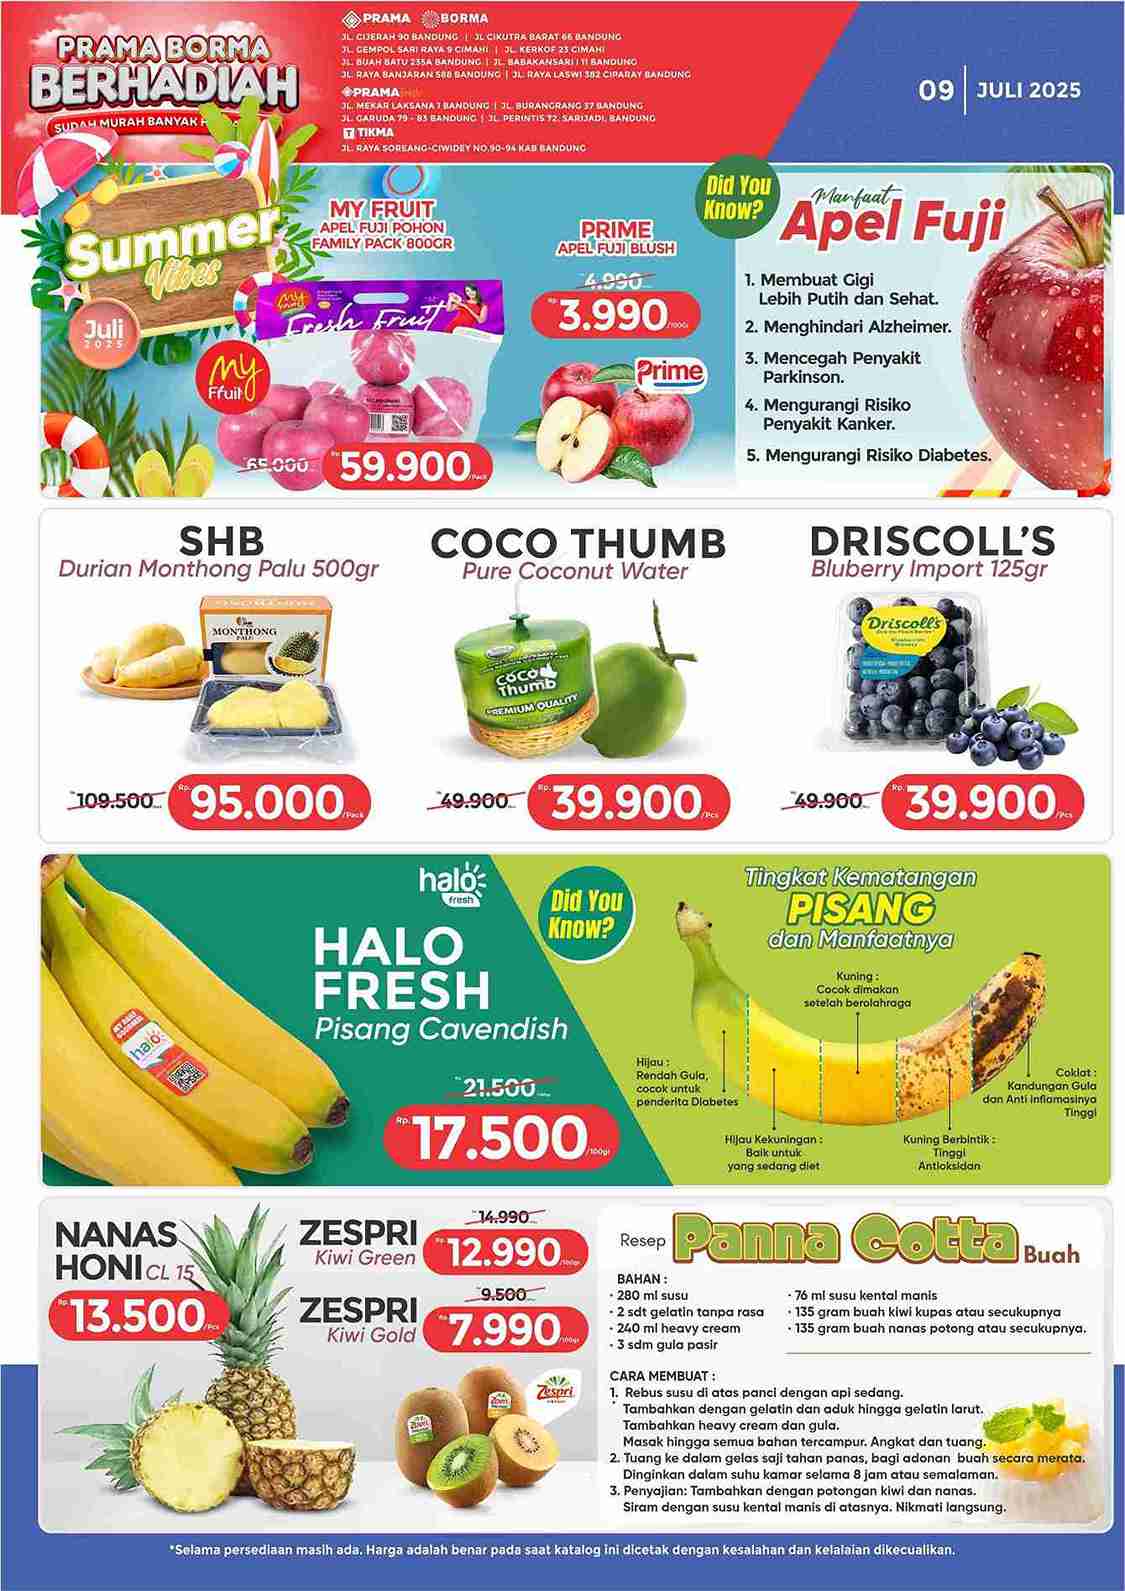 PRAMA BORMA
BERHADIAH
PRAMA BORMA
JL. CIJERAH 90 BANDUNG | JL CIKUTRA BARAT 66 BANDUNG
JL. GEMPOL SARI RAYA 9 CIMAHI | JL. KERKOF 23 CIMAHI
JL. BUAH BATU 235A BANDUNG | JL. BABAKANSARI I 11 BANDUNG
JL. RAYA BANJARAN 588 BANDUNG | JL. RAYA LASWI 382 CIPARAY BANDUNG
PRAMA
JL. MEKAR LAKSANA 7 BANDUNG | JL. BURANGRANG 37 BANDUNG
JL. GARUDA 79 - 83 BANDUNG | JL. PERINTIS 72, SARIJADI, BANDUNG
TIKMA
JL. RAYA SOREANG-CIWIDEY NO.90-94 KAB BANDUNG
09 | JULI 2025
SUDAH MURAH BANYAK
Summer
Vibes
Juli
2025
MY FRUIT
APEL FUJI POHON
FAMILY PACK 800GR
My Fruit
Fresh Fruit
My
Fruit
65.000
Rp. 59.900 /Pack
PRIME
APEL FUJI BLUSH
4.990
Rp. 3.990 /100Gr
Prime
Did You
Know?
Manfaat
Apel Fuji
1. Membuat Gigi
Lebih Putih dan Sehat.
2. Menghindari Alzheimer.
3. Mencegah Penyakit
Parkinson.
4. Mengurangi Risiko
Penyakit Kanker.
5. Mengurangi Risiko Diabetes.
SHB
Durian Monthong Palu 500gr
MONTHONG
PALU
109.500
Rp. 95.000 /Pack
COCO THUMB
Pure Coconut Water
coco
Thumb
PREMIUM QUALITY
49.900
Rp. 39.900 /Pcs
DRISCOLL'S
Bluberry Import 125gr
Driscoll's
49.900
Rp. 39.900 /Pcs
halo
fresh
HALO
FRESH
Pisang Cavendish
halo
21.500
Rp. 17.500 /100gr
Did You
Know?
Tingkat Kematangan
PISANG
dan Manfaatnya
Kuning :
Cocok dimakan
setelah berolahraga
Hijau :
Rendah Gula,
cocok untuk
penderita Diabetes
Coklat :
Kandungan Gula
dan Anti inflamasinya
Tinggi
Hijau Kekuningan :
Baik untuk
yang sedang diet
Kuning Berbintik :
Tinggi
Antioksidan
NANAS
HONI CL 15
Rp. 13.500 /Pcs
ZESPRI
Kiwi Green
14.990
12.990 /100gr
ZESPRI
Kiwi Gold
9.500
7.990 /100gr
Zespri
Resep Panna Cotta Buah
BAHAN :
· 280 ml susu
· 2 sdt gelatin tanpa rasa
· 240 ml heavy cream
· 3 sdm gula pasir
· 76 ml susu kental manis
· 135 gram buah kiwi kupas atau secukupnya
· 135 gram buah nanas potong atau secukupnya.
CARA MEMBUAT :
1. Rebus susu di atas panci dengan api sedang.
Tambahkan dengan gelatin dan aduk hingga gelatin larut.
Tambahkan heavy cream dan gula.
Masak hingga semua bahan tercampur. Angkat dan tuang.
2. Tuang ke dalam gelas saji tahan panas, bagi adonan buah secara merata.
Dinginkan dalam suhu kamar selama 8 jam atau semalaman.
3. Penyajian: Tambahkan dengan potongan kiwi dan nanas.
Siram dengan susu kental manis di atasnya. Nikmati langsung.
*Selama persediaan masih ada. Harga adalah benar pada saat katalog ini dicetak dengan kesalahan dan kelalaian dikecualikan.